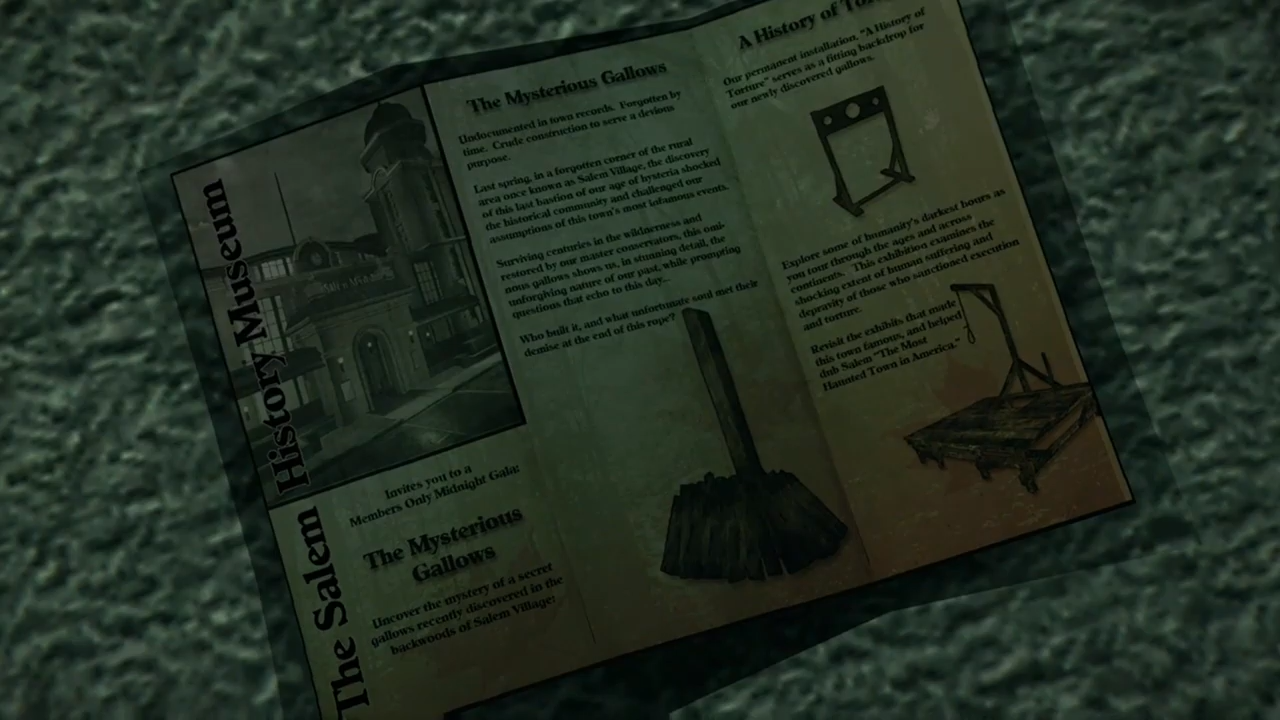 The Salem History Museum
Invites you to a
Members Only Midnight Gala:
The Mysterious
Gallows
Uncover the mystery of a secret
gallows recently discovered in the
backwoods of Salem Village:
The Mysterious Gallows
Undocumented in town records. Forgotten by
time. Crude construction to serve a devious
purpose.
Last spring, in a forgotten corner of the rural
area once known as Salem Village, the discovery
of this last bastion of our age of hysteria shocked
the historical community and challenged our
assumptions of this town's most infamous events.
Surviving centuries in the wilderness and
restored by our master conservators, this omi-
nous gallows shows us, in stunning detail, the
unforgiving nature of our past, while prompting
questions that echo to this day...
Who built it, and what unfortunate soul met their
demise at the end of this rope?
A History of
Our permanent installation, "A History of
Torture" serves as a fitting backdrop for
our newly discovered gallows.
Explore some of humanity's darkest hours as
you tour through the ages and across
continents. This exhibition examines the
shocking extent of human suffering and
depravity of those who sanctioned execution
and torture.
Revisit the exhibits that made
this town famous, and helped
dub Salem "The Most
Haunted Town in America."